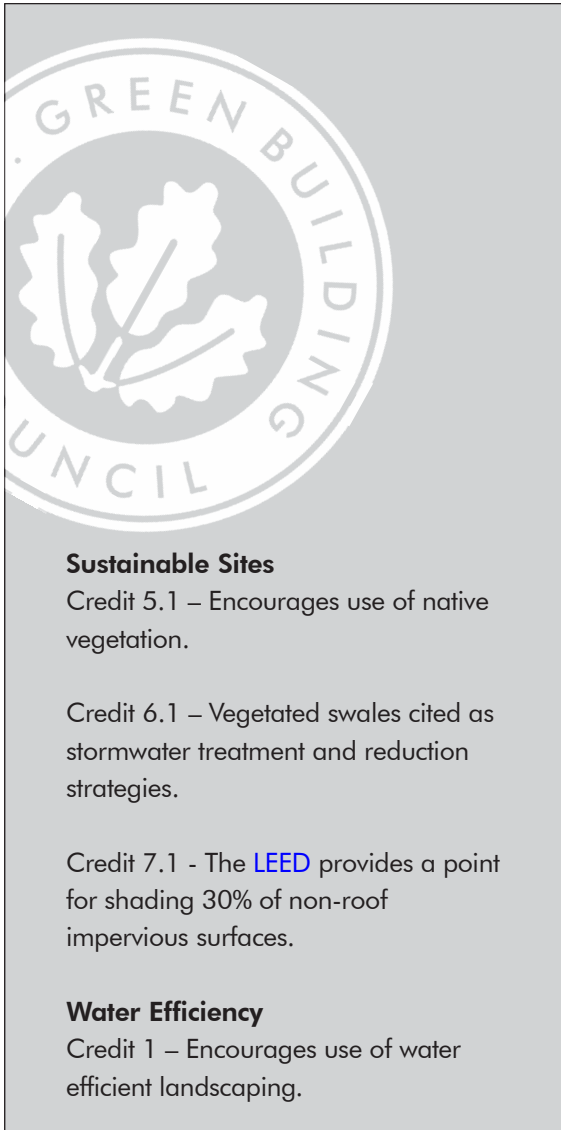 · GREEN BUILDING
UNCIL
Sustainable Sites
Credit 5.1 – Encourages use of native
vegetation.
Credit 6.1 – Vegetated swales cited as
stormwater treatment and reduction
strategies.
Credit 7.1 - The LEED provides a point
for shading 30% of non-roof
impervious surfaces.
Water Efficiency
Credit 1 – Encourages use of water
efficient landscaping.